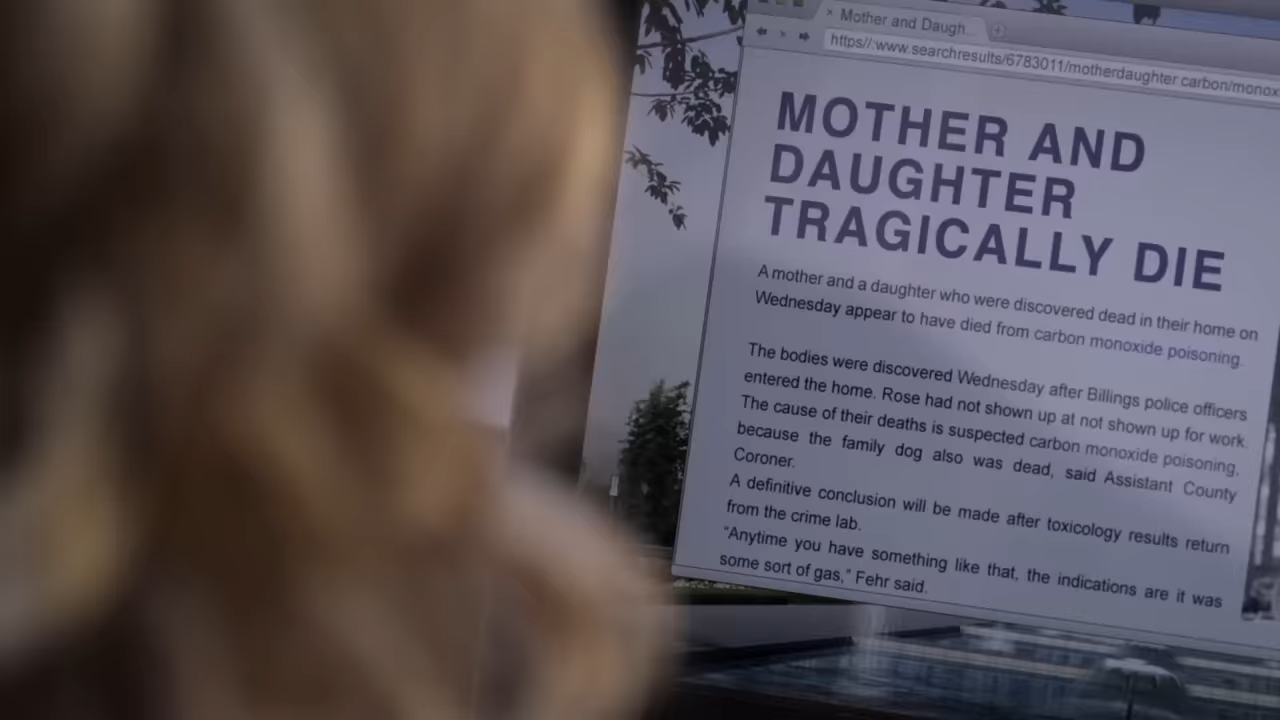 × Mother and Daugh...
https//:www.searchresults/6783011/motherdaughter carbon/monox
MOTHER AND
DAUGHTER
TRAGICALLY DIE
A mother and a daughter who were discovered dead in their home on
Wednesday appear to have died from carbon monoxide poisoning.
The bodies were discovered Wednesday after Billings police officers
entered the home. Rose had not shown up at not shown up for work.
The cause of their deaths is suspected carbon monoxide poisoning,
because the family dog also was dead, said Assistant County
Coroner.
A definitive conclusion will be made after toxicology results return
from the crime lab.
“Anytime you have something like that, the indications are it was
some sort of gas,” Fehr said.